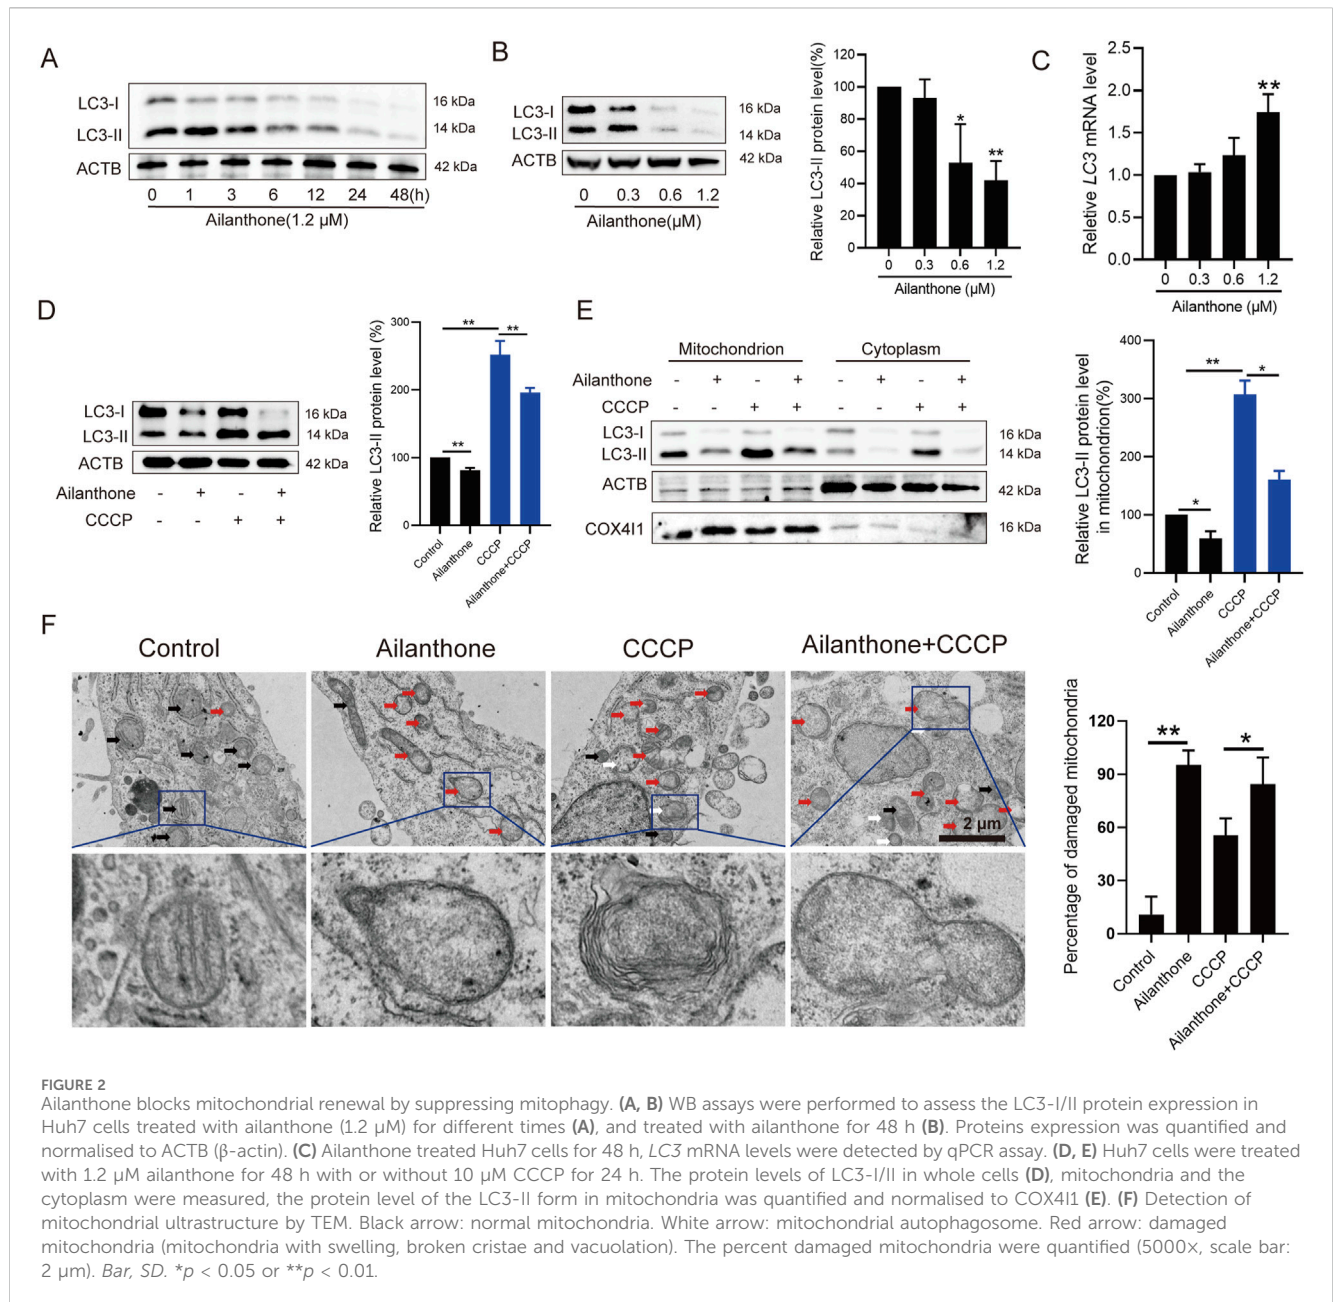 A
LC3-I
LC3-II
ACTB
16 kDa
14 kDa
42 kDa
0 1 3 6 12 24 48(h)
Ailanthone(1.2 μM)
B
LC3-I
LC3-II
ACTB
16 kDa
14 kDa
42 kDa
0 0.3 0.6 1.2
Ailanthone(μM)
Relative LC3-II protein level(%)
120
100
80
60
40
20
0
*
**
0 0.3 0.6 1.2
Ailanthone (μM)
C
Reletive LC3 mRNA level
2.5
2.0
1.5
1.0
0.5
0.0
**
0 0.3 0.6 1.2
Ailanthone (μM)
D
LC3-I
LC3-II
ACTB
16 kDa
14 kDa
42 kDa
Ailanthone - + - +
CCCP - - + +
Relative LC3-II protein level (%)
300
200
100
0
** ** **
Control
Ailanthone
CCCP
Ailanthone+CCCP
E
Mitochondrion Cytoplasm
Ailanthone - + - + - + - +
CCCP - - + + - - + +
LC3-I
LC3-II
ACTB
COX4I1
16 kDa
14 kDa
42 kDa
16 kDa
Relative LC3-II protein level
in mitochondrion(%)
400
300
200
100
0
* ** *
Control
Ailanthone
CCCP
Ailanthone+CCCP
F
Control Ailanthone CCCP Ailanthone+CCCP
2 μm
Percentage of damaged mitochondria
120
90
60
30
0
** *
Control
Ailanthone
CCCP
Ailanthone+CCCP
FIGURE 2
Ailanthone blocks mitochondrial renewal by suppressing mitophagy. (A, B) WB assays were performed to assess the LC3-I/II protein expression in
Huh7 cells treated with ailanthone (1.2 μM) for different times (A), and treated with ailanthone for 48 h (B). Proteins expression was quantified and
normalised to ACTB (β-actin). (C) Ailanthone treated Huh7 cells for 48 h, LC3 mRNA levels were detected by qPCR assay. (D, E) Huh7 cells were treated
with 1.2 μM ailanthone for 48 h with or without 10 μM CCCP for 24 h. The protein levels of LC3-I/II in whole cells (D), mitochondria and the
cytoplasm were measured, the protein level of the LC3-II form in mitochondria was quantified and normalised to COX4I1 (E). (F) Detection of
mitochondrial ultrastructure by TEM. Black arrow: normal mitochondria. White arrow: mitochondrial autophagosome. Red arrow: damaged
mitochondria (mitochondria with swelling, broken cristae and vacuolation). The percent damaged mitochondria were quantified (5000×, scale bar:
2 μm). Bar, SD. *p < 0.05 or **p < 0.01.